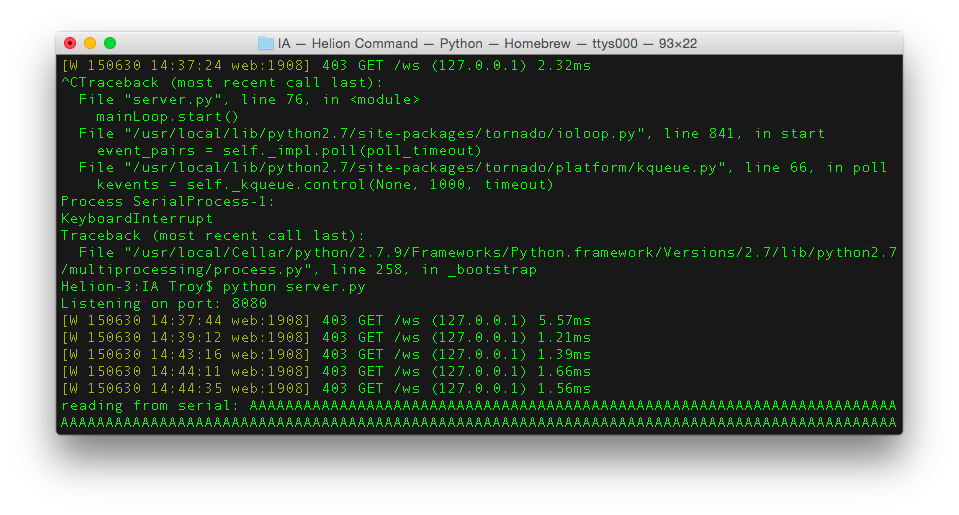 IA — Helion Command — Python — Homebrew — ttys000 — 93×22
[W 150630 14:37:24 web:1908] 403 GET /ws (127.0.0.1) 2.32ms
^CTraceback (most recent call last):
  File "server.py", line 76, in <module>
    mainLoop.start()
  File "/usr/local/lib/python2.7/site-packages/tornado/ioloop.py", line 841, in start
    event_pairs = self._impl.poll(poll_timeout)
  File "/usr/local/lib/python2.7/site-packages/tornado/platform/kqueue.py", line 66, in poll
    kevents = self._kqueue.control(None, 1000, timeout)
Process SerialProcess-1:
KeyboardInterrupt
Traceback (most recent call last):
  File "/usr/local/Cellar/python/2.7.9/Frameworks/Python.framework/Versions/2.7/lib/python2.7
/multiprocessing/process.py", line 258, in _bootstrap
Helion-3:IA Troy$ python server.py
Listening on port: 8080
[W 150630 14:37:44 web:1908] 403 GET /ws (127.0.0.1) 5.57ms
[W 150630 14:39:12 web:1908] 403 GET /ws (127.0.0.1) 1.21ms
[W 150630 14:43:16 web:1908] 403 GET /ws (127.0.0.1) 1.39ms
[W 150630 14:44:11 web:1908] 403 GET /ws (127.0.0.1) 1.66ms
[W 150630 14:44:35 web:1908] 403 GET /ws (127.0.0.1) 1.56ms
reading from serial: AAAAAAAAAAAAAAAAAAAAAAAAAAAAAAAAAAAAAAAAAAAAAAAAAAAAAAAAAAAAAAAAAAAAAAAA
AAAAAAAAAAAAAAAAAAAAAAAAAAAAAAAAAAAAAAAAAAAAAAAAAAAAAAAAAAAAAAAAAAAAAAAAAAAAAAAAAAAAAAAAAAAAA